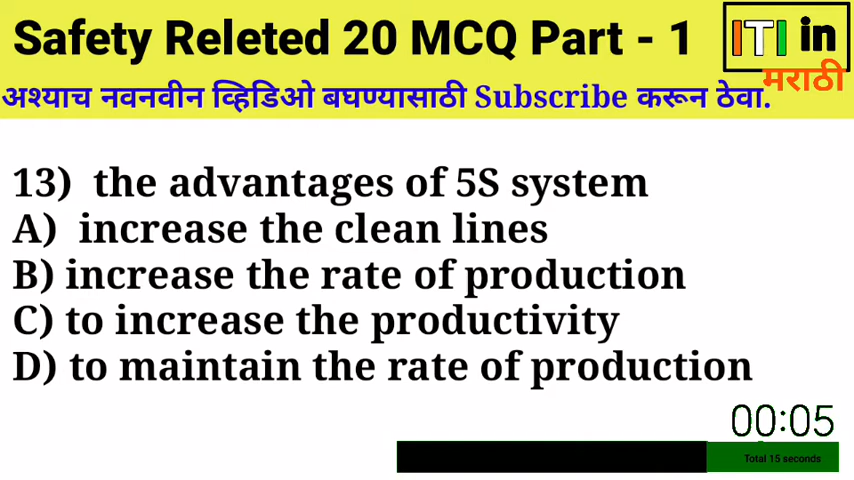 Safety Releted 20 MCQ Part - 1
ITI in
मराठी
अश्याच नवनवीन व्हिडिओ बघण्यासाठी Subscribe करून ठेवा.
13) the advantages of 5S system
A) increase the clean lines
B) increase the rate of production
C) to increase the productivity
D) to maintain the rate of production
00:05
Total 15 seconds